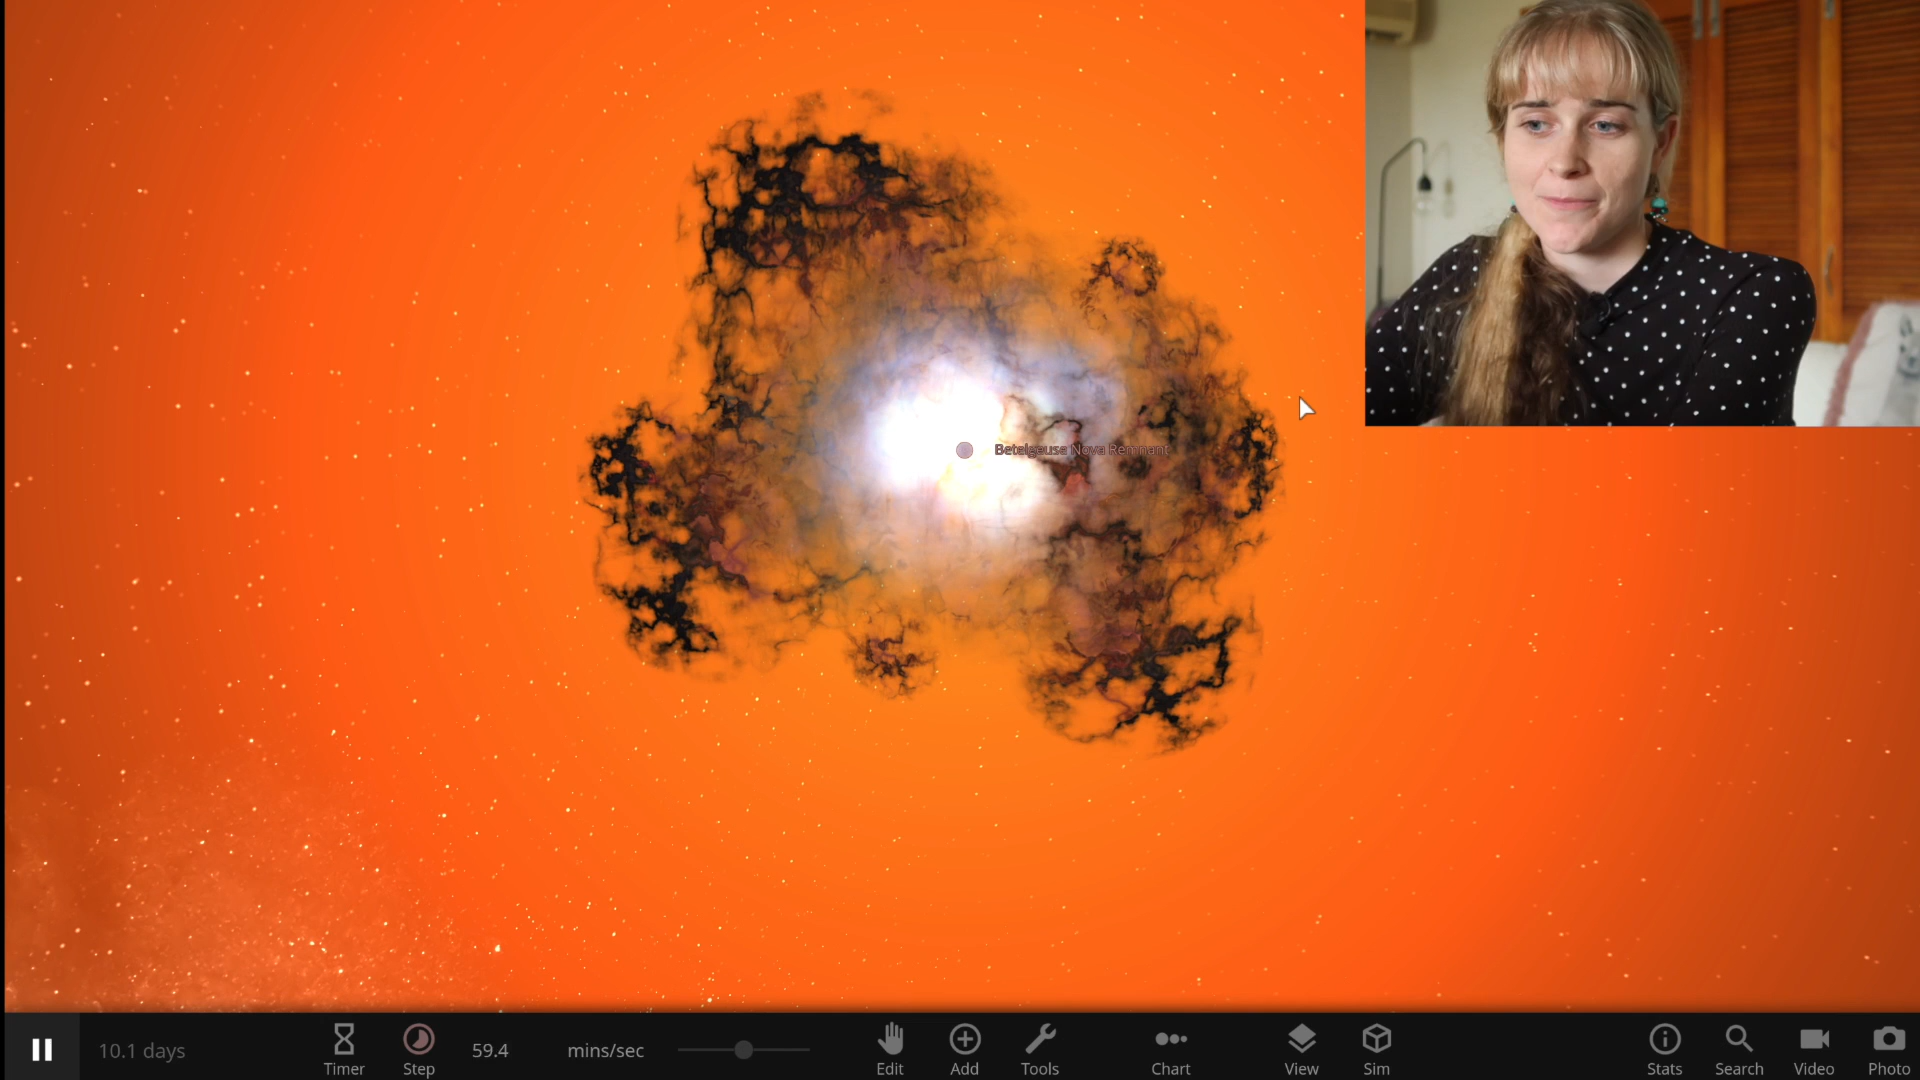 Betelgeuse Nova Remnant
10.1 days
Timer
Step
59.4
mins/sec
Edit
Add
Tools
Chart
View
Sim
Stats
Search
Video
Photo